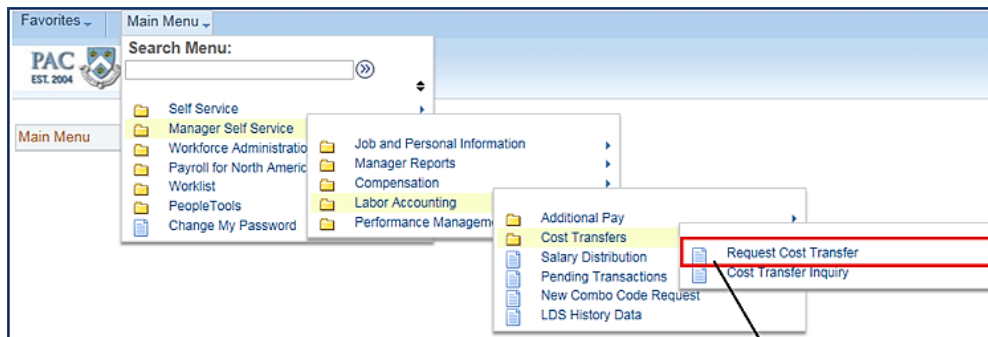 Favorites Main Menu
PAC
EST. 2004
Search Menu:
Main Menu
Self Service
Manager Self Service
Workforce Administratio
Payroll for North Americ
Worklist
PeopleTools
Change My Password
Job and Personal Information
Manager Reports
Compensation
Labor Accounting
Performance Managem
Additional Pay
Cost Transfers
Salary Distribution
Pending Transactions
New Combo Code Request
LDS History Data
Request Cost Transfer
Cost Transfer Inquiry